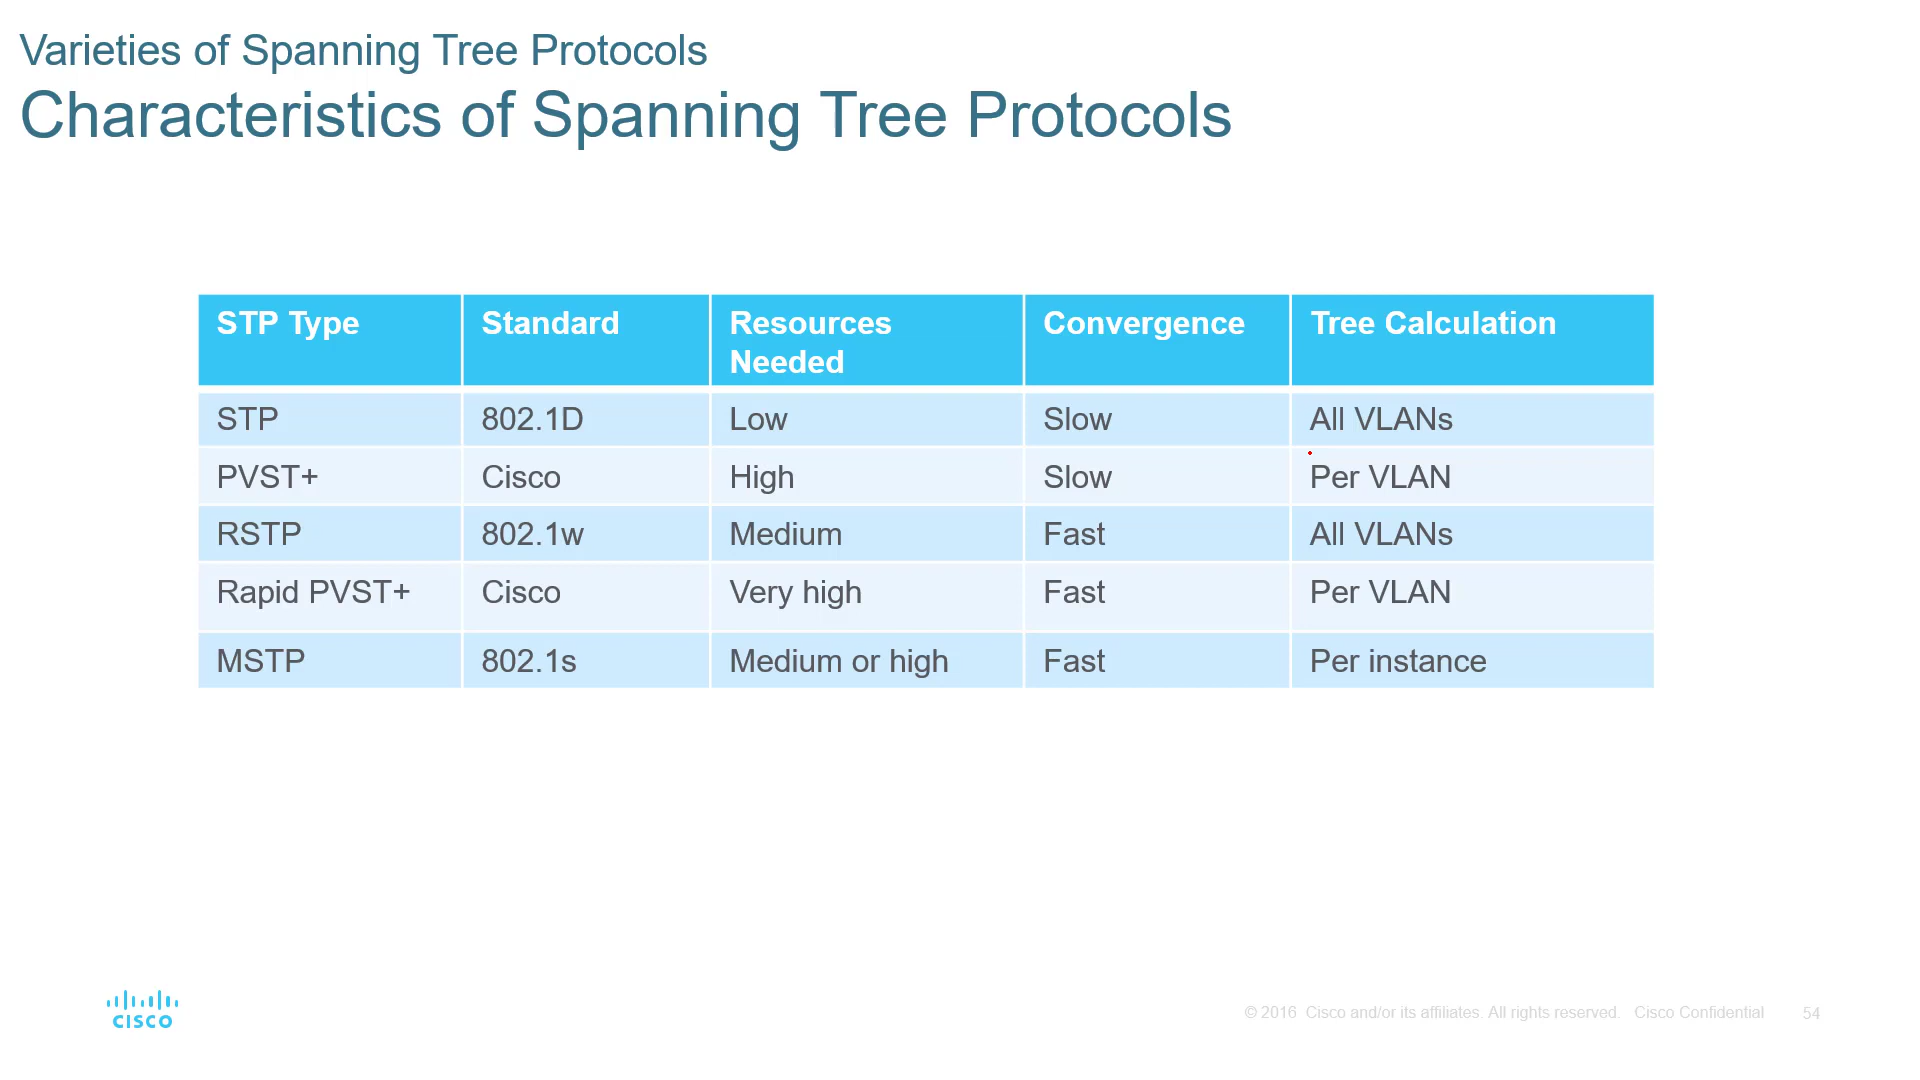 Varieties of Spanning Tree Protocols
Characteristics of Spanning Tree Protocols
STP Type Standard Resources Needed Convergence Tree Calculation
STP 802.1D Low Slow All VLANs
PVST+ Cisco High Slow Per VLAN
RSTP 802.1w Medium Fast All VLANs
Rapid PVST+ Cisco Very high Fast Per VLAN
MSTP 802.1s Medium or high Fast Per instance
CISCO
© 2016 Cisco and/or its affiliates. All rights reserved. Cisco Confidential 54